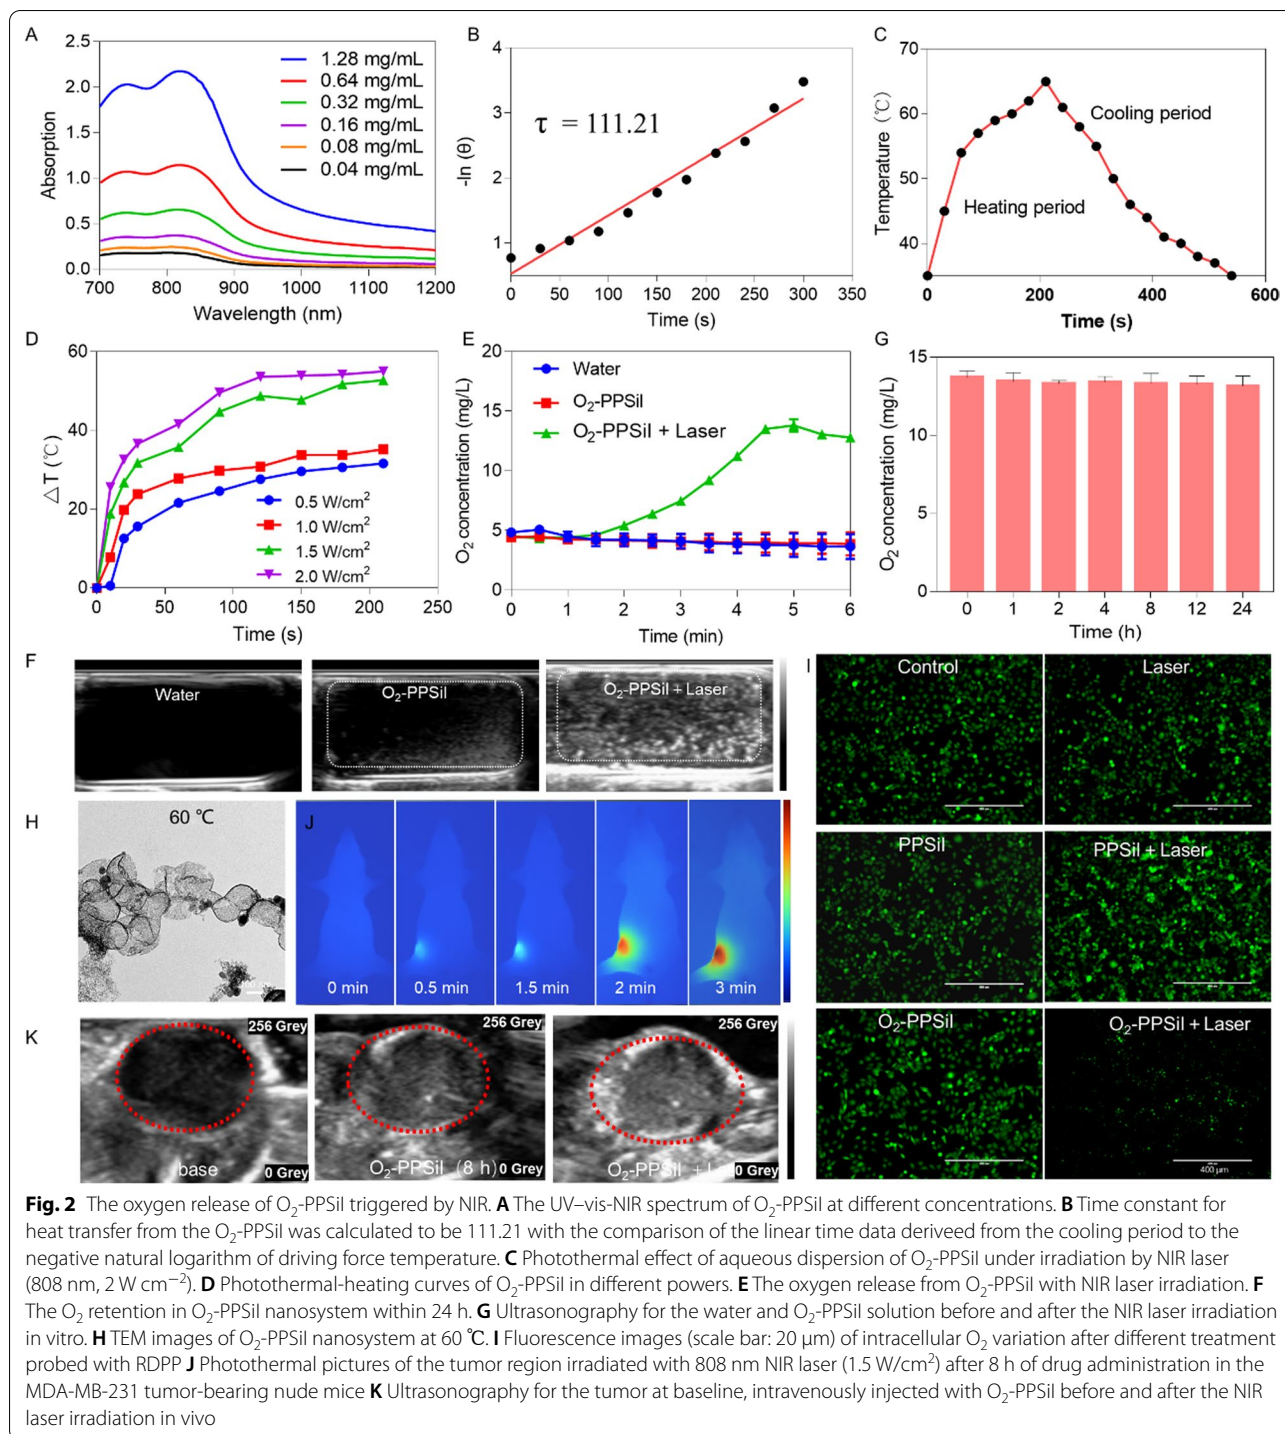 A
2.5
2.0
1.5
1.0
0.5
0.0
Absorption
1.28 mg/mL
0.64 mg/mL
0.32 mg/mL
0.16 mg/mL
0.08 mg/mL
0.04 mg/mL
700 800 900 1000 1100 1200
Wavelength (nm)
B
4
3
2
1
-ln (θ)
τ = 111.21
0 50 100 150 200 250 300 350
Time (s)
C
70
60
50
40
Temperature (℃)
Cooling period
Heating period
0 200 400 600
Time (s)
D
60
40
20
0
△T (℃)
0.5 W/cm²
1.0 W/cm²
1.5 W/cm²
2.0 W/cm²
0 50 100 150 200 250
Time (s)
E
20
15
10
5
0
O₂ concentration (mg/L)
Water
O₂-PPSil
O₂-PPSil + Laser
0 1 2 3 4 5 6
Time (min)
G
15
10
5
0
O₂ concentration (mg/L)
0 1 2 4 8 12 24
Time (h)
F
Water
O₂-PPSil
O₂-PPSil + Laser
I
Control
Laser
PPSil
PPSil + Laser
O₂-PPSil
O₂-PPSil + Laser
400 µm
H
60 ℃
J
0 min
0.5 min
1.5 min
2 min
3 min
K
256 Grey
base
0 Grey
256 Grey
O₂-PPSil (8 h)
0 Grey
256 Grey
O₂-PPSil + L
0 Grey
Fig. 2 The oxygen release of O₂-PPSil triggered by NIR. A The UV–vis-NIR spectrum of O₂-PPSil at different concentrations. B Time constant for
heat transfer from the O₂-PPSil was calculated to be 111.21 with the comparison of the linear time data deriveed from the cooling period to the
negative natural logarithm of driving force temperature. C Photothermal effect of aqueous dispersion of O₂-PPSil under irradiation by NIR laser
(808 nm, 2 W cm⁻²). D Photothermal-heating curves of O₂-PPSil in different powers. E The oxygen release from O₂-PPSil with NIR laser irradiation. F
The O₂ retention in O₂-PPSil nanosystem within 24 h. G Ultrasonography for the water and O₂-PPSil solution before and after the NIR laser irradiation
in vitro. H TEM images of O₂-PPSil nanosystem at 60 ℃. I Fluorescence images (scale bar: 20 µm) of intracellular O₂ variation after different treatment
probed with RDPP J Photothermal pictures of the tumor region irradiated with 808 nm NIR laser (1.5 W/cm²) after 8 h of drug administration in the
MDA-MB-231 tumor-bearing nude mice K Ultrasonography for the tumor at baseline, intravenously injected with O₂-PPSil before and after the NIR
laser irradiation in vivo